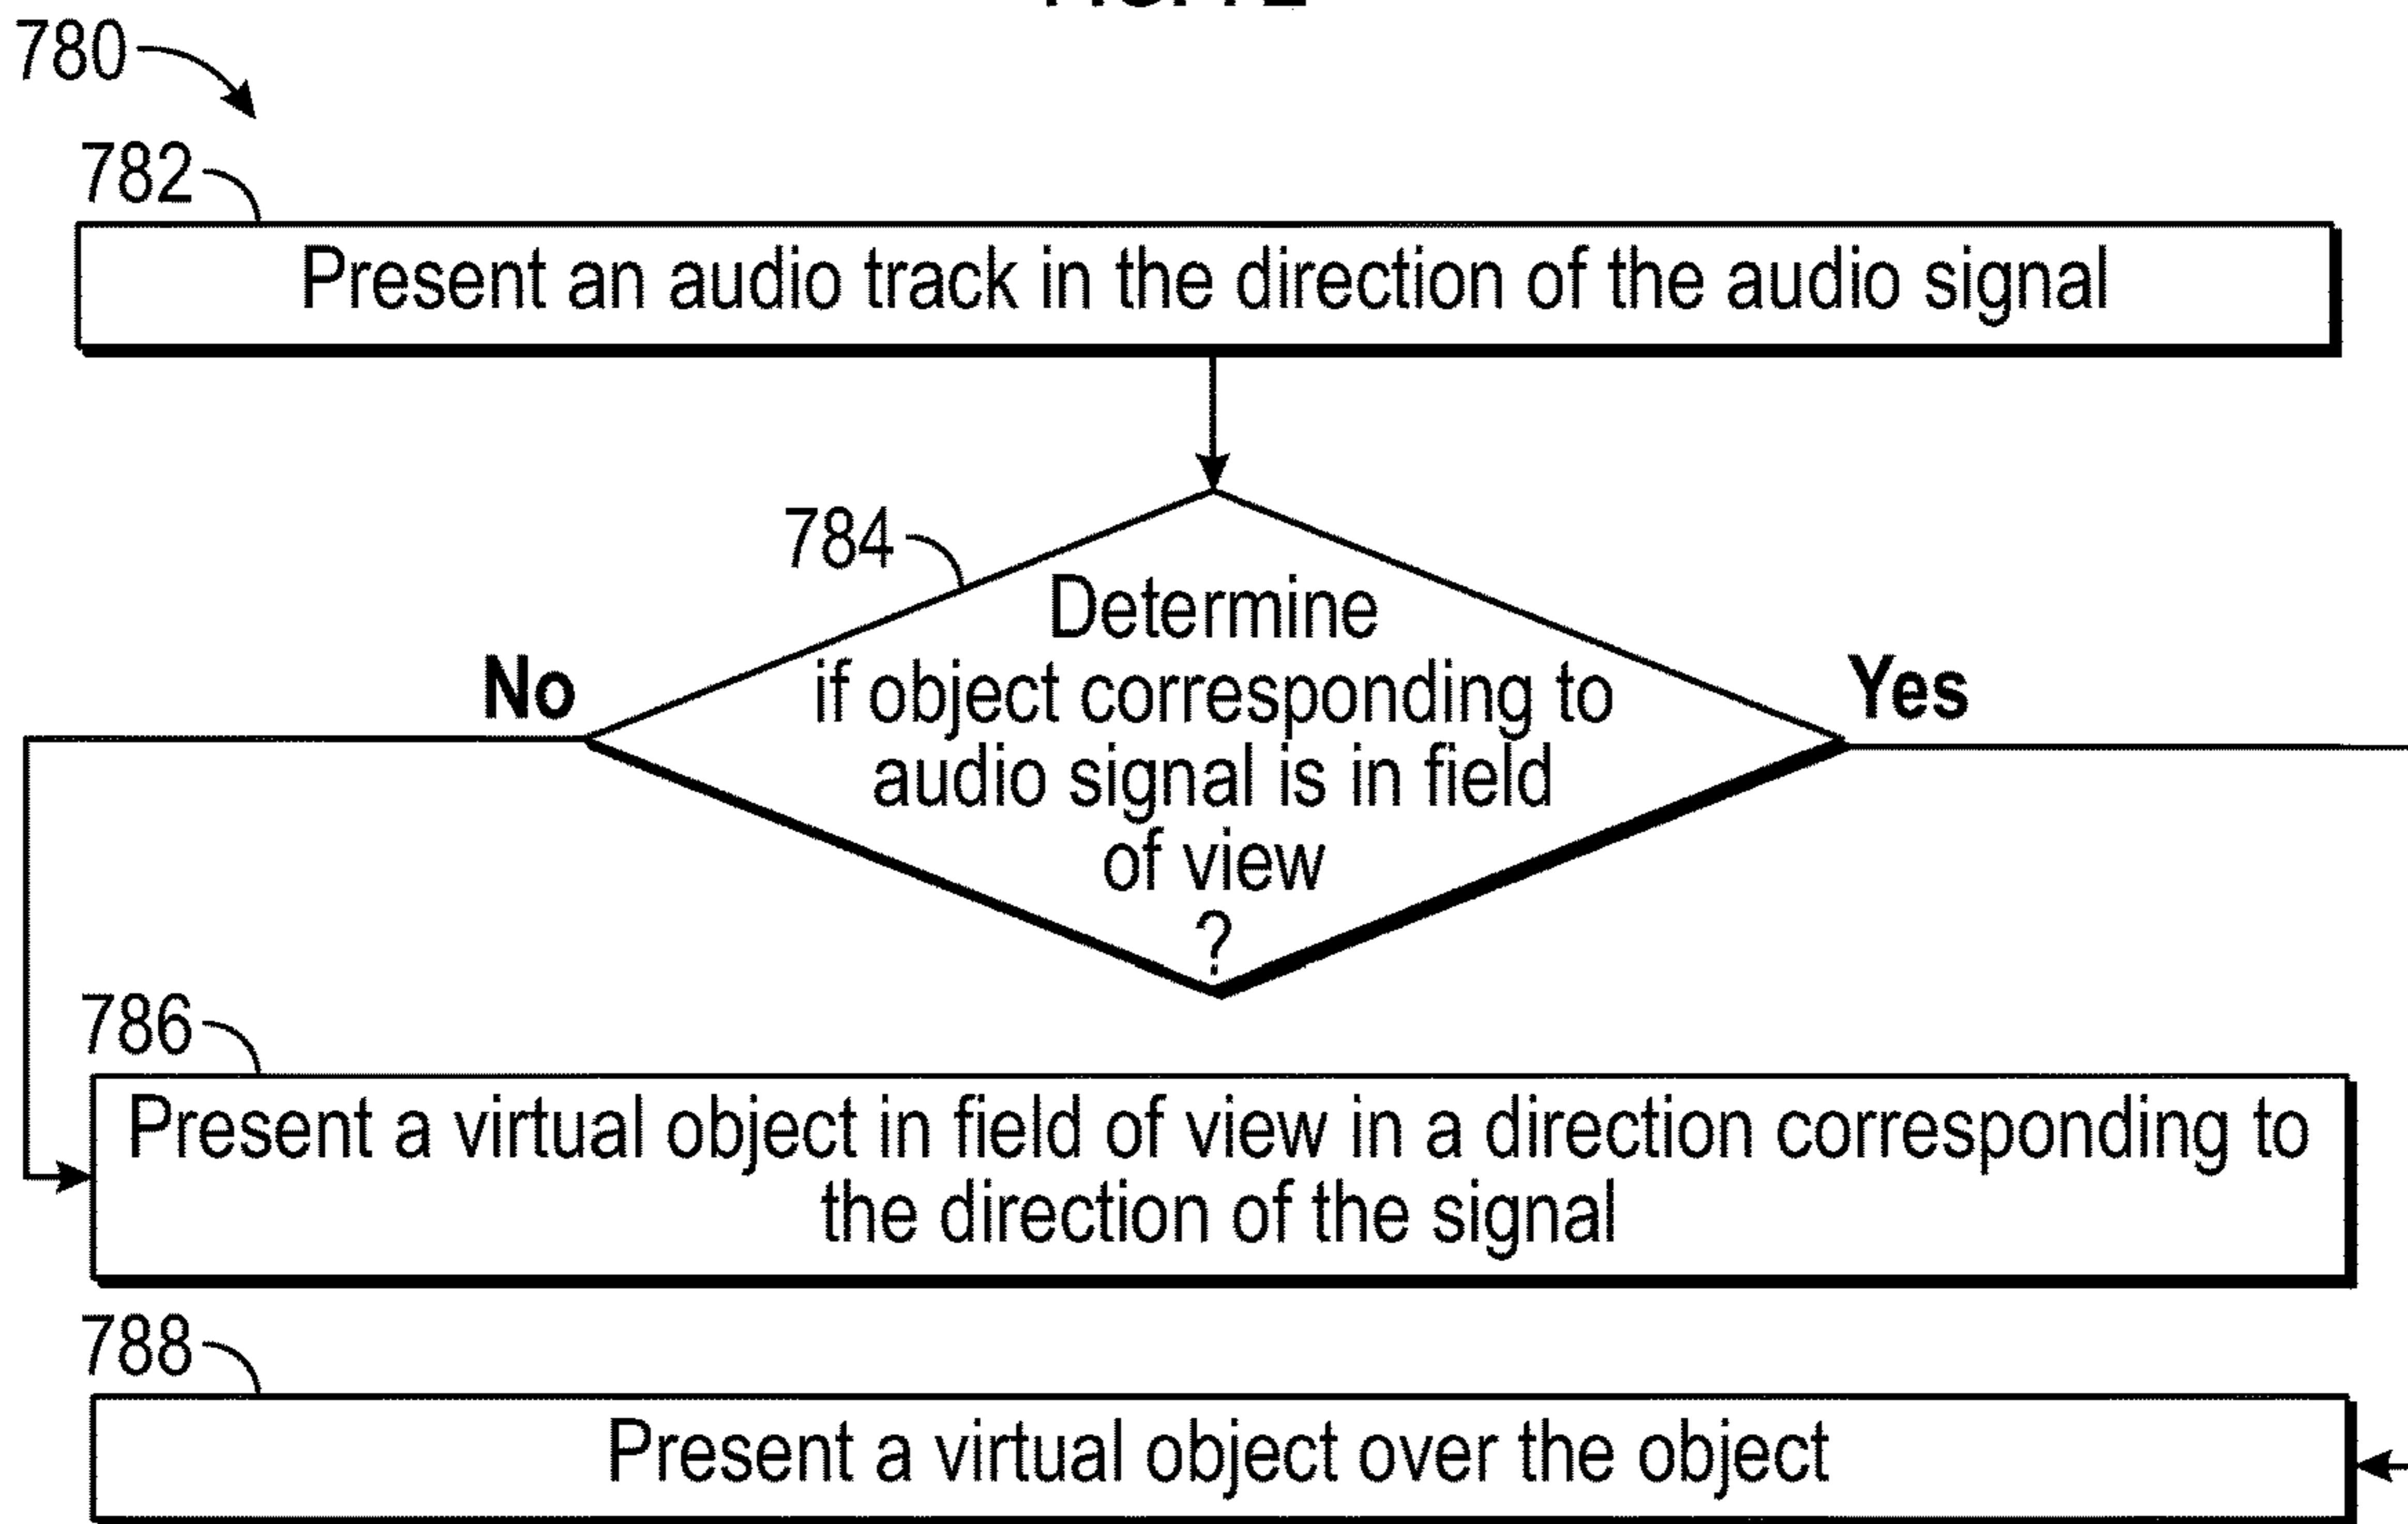 780
782
Present an audio track in the direction of the audio signal
784
Determine
if object corresponding to
audio signal is in field
of view
?
No
Yes
786
Present a virtual object in field of view in a direction corresponding to
the direction of the signal
788
Present a virtual object over the object